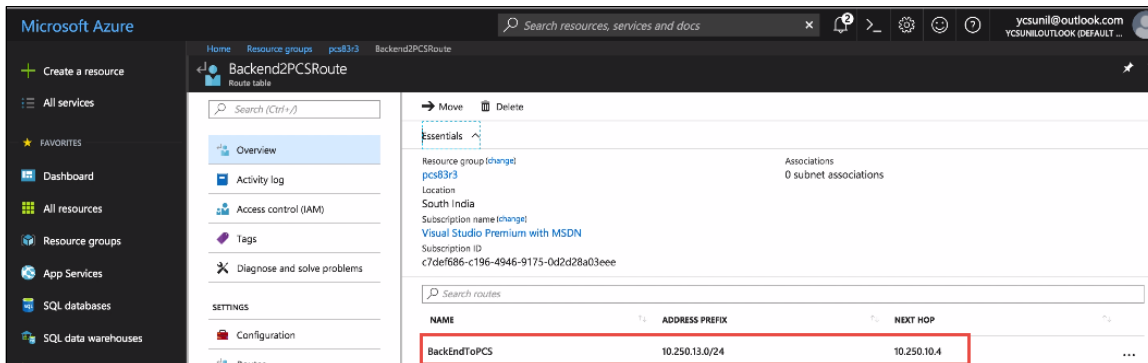 Microsoft Azure
Search resources, services and docs
2
ycsunil@outlook.com
YCSUNILOUTLOOK (DEFAULT ...
Home Resource groups pcs83r3 Backend2PCSRoute
Create a resource
Backend2PCSRoute
Route table
All services
Search (Ctrl+/)
Move Delete
Essentials
FAVORITES
Overview
Resource group (change)
Associations
pcs83r3
0 subnet associations
Dashboard
Activity log
Location
South India
All resources
Access control (IAM)
Subscription name (change)
Visual Studio Premium with MSDN
Resource groups
Tags
Subscription ID
c7def686-c196-4946-9175-0d2d28a03eee
App Services
Diagnose and solve problems
Search routes
SQL databases
SETTINGS
NAME ADDRESS PREFIX NEXT HOP
SQL data warehouses
Configuration
BackEndToPCS 10.250.13.0/24 10.250.10.4 ...